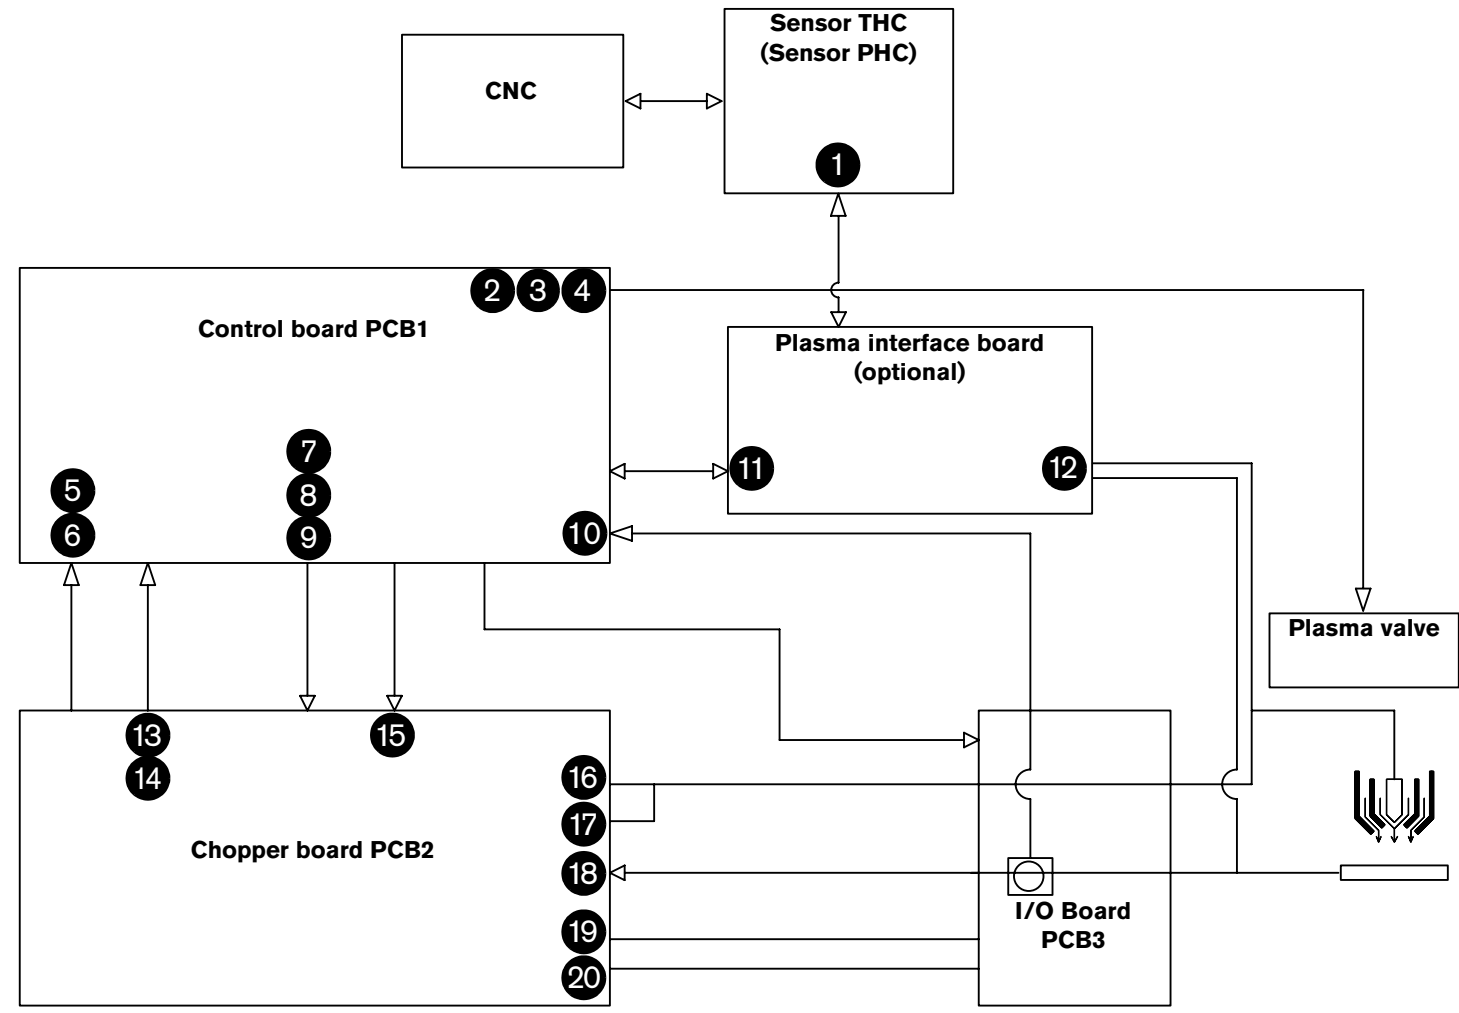 Sensor THC
(Sensor PHC)
CNC
1
2 3 4
Control board PCB1
Plasma interface board
(optional)
7
5
8
6
9
10
11
12
Plasma valve
13
14
15
16
17
Chopper board PCB2
18
19
20
I/O Board
PCB3